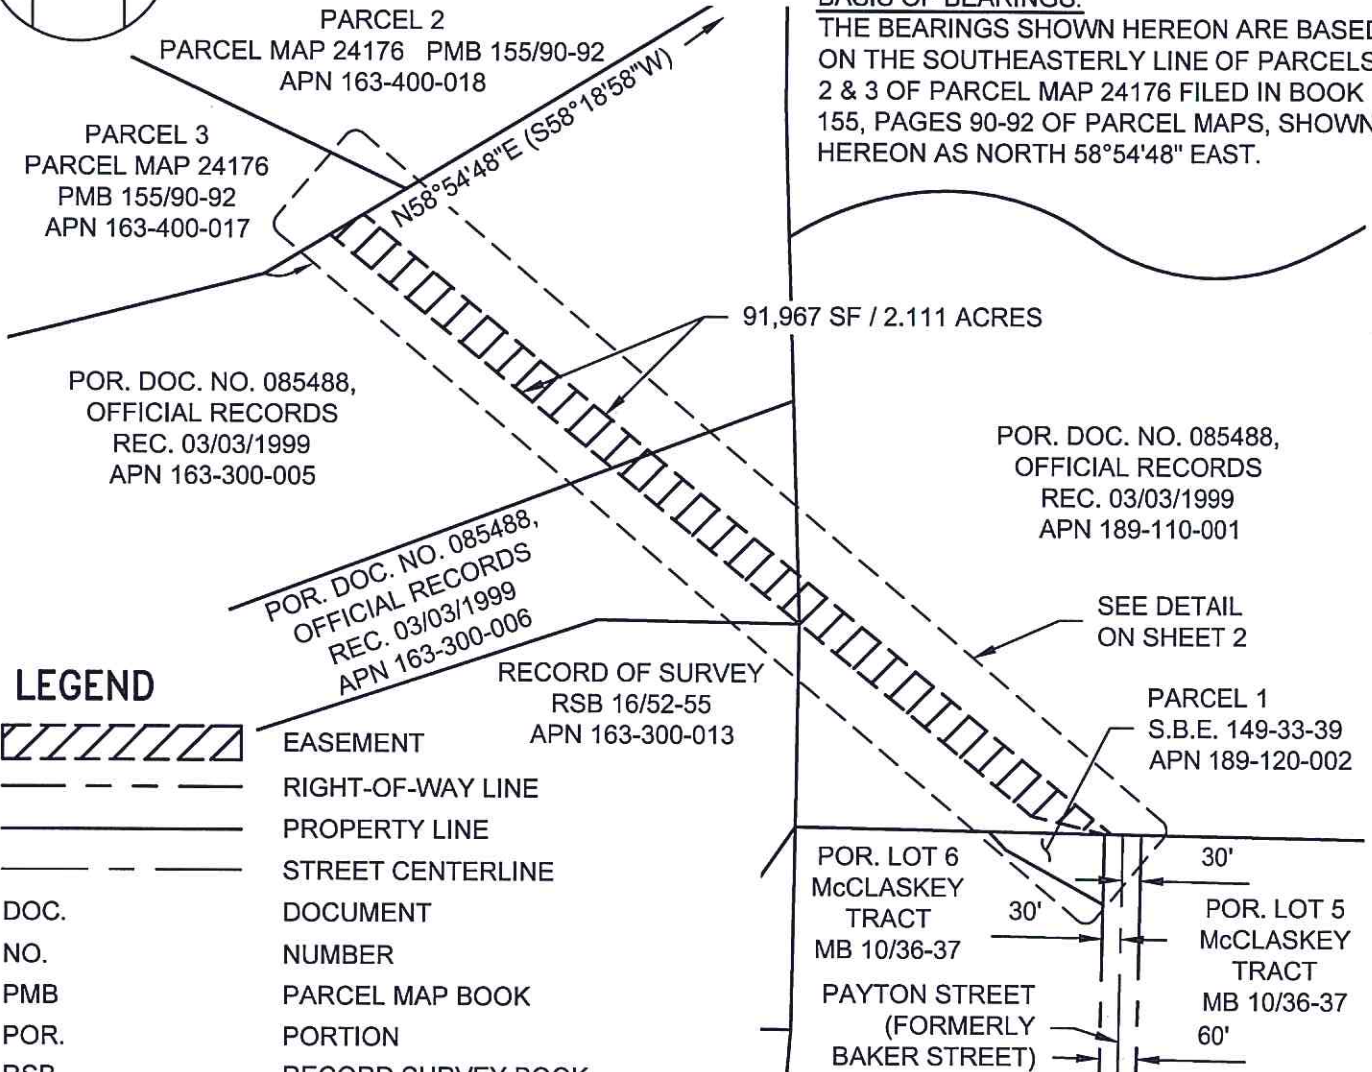 PARCEL 2
PARCEL MAP 24176 PMB 155/90-92
APN 163-400-018
BASIS OF BEARINGS:
THE BEARINGS SHOWN HEREON ARE BASED
ON THE SOUTHEASTERLY LINE OF PARCELS
2 & 3 OF PARCEL MAP 24176 FILED IN BOOK
155, PAGES 90-92 OF PARCEL MAPS, SHOWN
HEREON AS NORTH 58°54'48" EAST.
PARCEL 3
PARCEL MAP 24176
PMB 155/90-92
APN 163-400-017
N58°54'48"E (S58°18'58"W)
91,967 SF / 2.111 ACRES
POR. DOC. NO. 085488,
OFFICIAL RECORDS
REC. 03/03/1999
APN 163-300-005
POR. DOC. NO. 085488,
OFFICIAL RECORDS
REC. 03/03/1999
APN 189-110-001
POR. DOC. NO. 085488,
OFFICIAL RECORDS
REC. 03/03/1999
APN 163-300-006
SEE DETAIL
ON SHEET 2
RECORD OF SURVEY
RSB 16/52-55
APN 163-300-013
PARCEL 1
S.B.E. 149-33-39
APN 189-120-002
LEGEND
EASEMENT
RIGHT-OF-WAY LINE
PROPERTY LINE
STREET CENTERLINE
DOC. DOCUMENT
NO. NUMBER
PMB PARCEL MAP BOOK
POR. PORTION
RSB RECORD SURVEY BOOK
POR. LOT 6
McCLASKEY
TRACT
MB 10/36-37
30'
30'
POR. LOT 5
McCLASKEY
TRACT
MB 10/36-37
PAYTON STREET
(FORMERLY
BAKER STREET)
60'